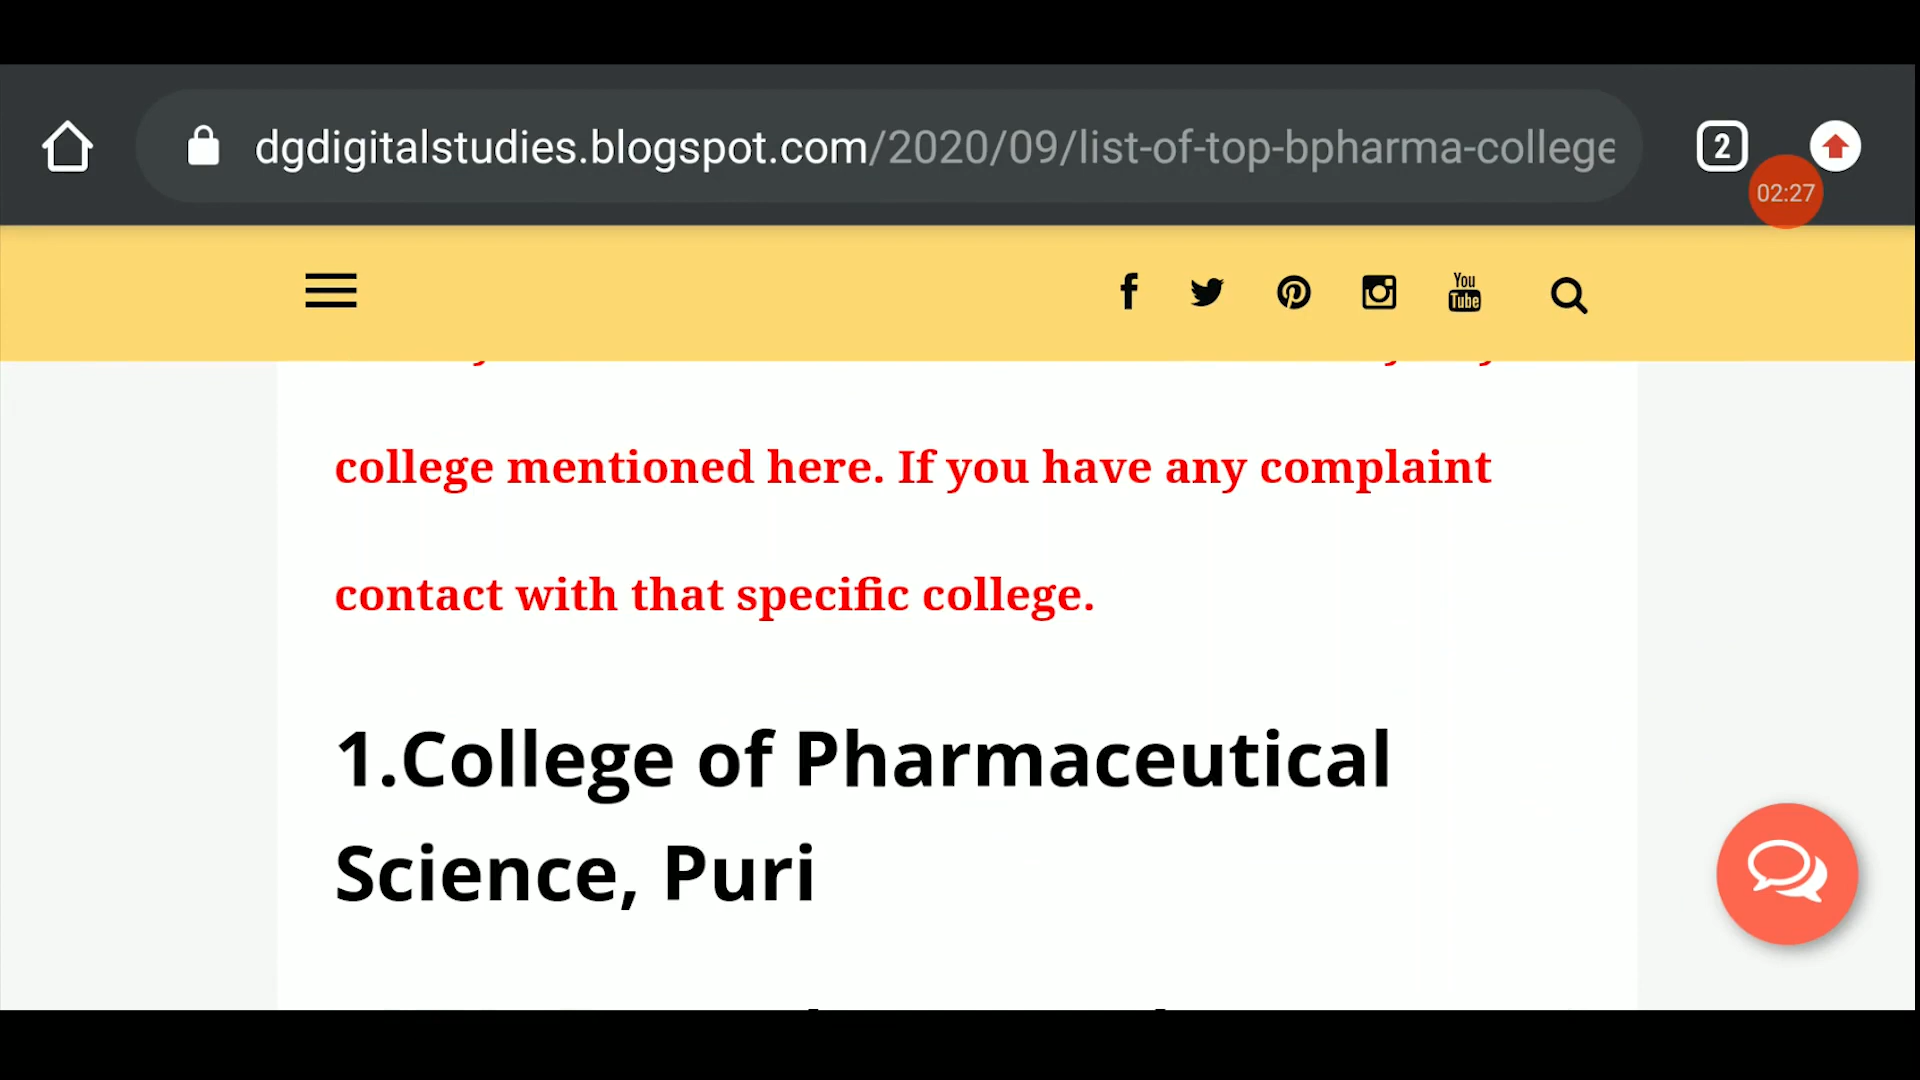 dgdigitalstudies.blogspot.com/2020/09/list-of-top-bpharma-college
2
02:27
You
Tube
college mentioned here. If you have any complaint
contact with that specific college.
1.College of Pharmaceutical
Science, Puri